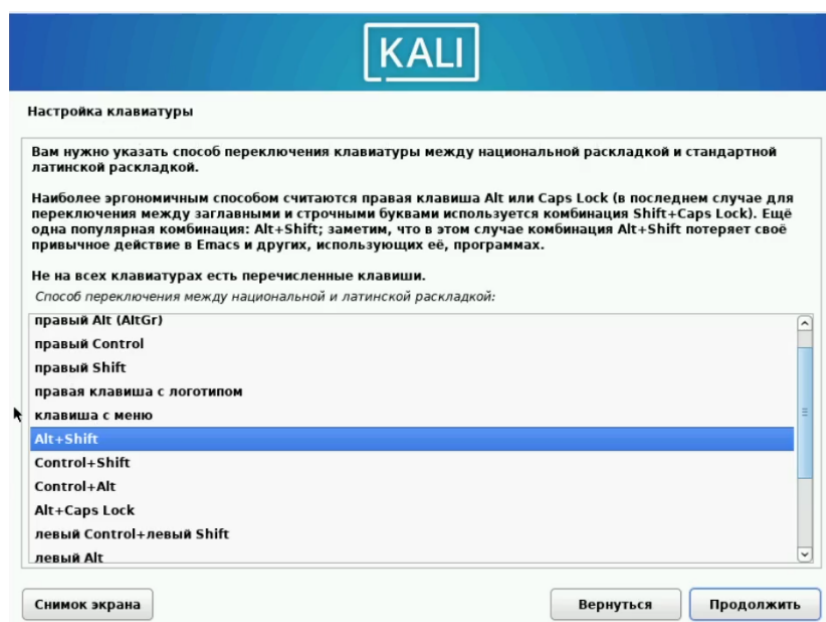 KALI
Настройка клавиатуры
Вам нужно указать способ переключения клавиатуры между национальной раскладкой и стандартной
латинской раскладкой.
Наиболее эргономичным способом считаются правая клавиша Alt или Caps Lock (в последнем случае для
переключения между заглавными и строчными буквами используется комбинация Shift+Caps Lock). Ещё
одна популярная комбинация: Alt+Shift; заметим, что в этом случае комбинация Alt+Shift потеряет своё
привычное действие в Emacs и других, использующих её, программах.
Не на всех клавиатурах есть перечисленные клавиши.
Способ переключения между национальной и латинской раскладкой:
правый Alt (AltGr)
правый Control
правый Shift
правая клавиша с логотипом
клавиша с меню
Alt+Shift
Control+Shift
Control+Alt
Alt+Caps Lock
левый Control+левый Shift
левый Alt
Снимок экрана
Вернуться
Продолжить